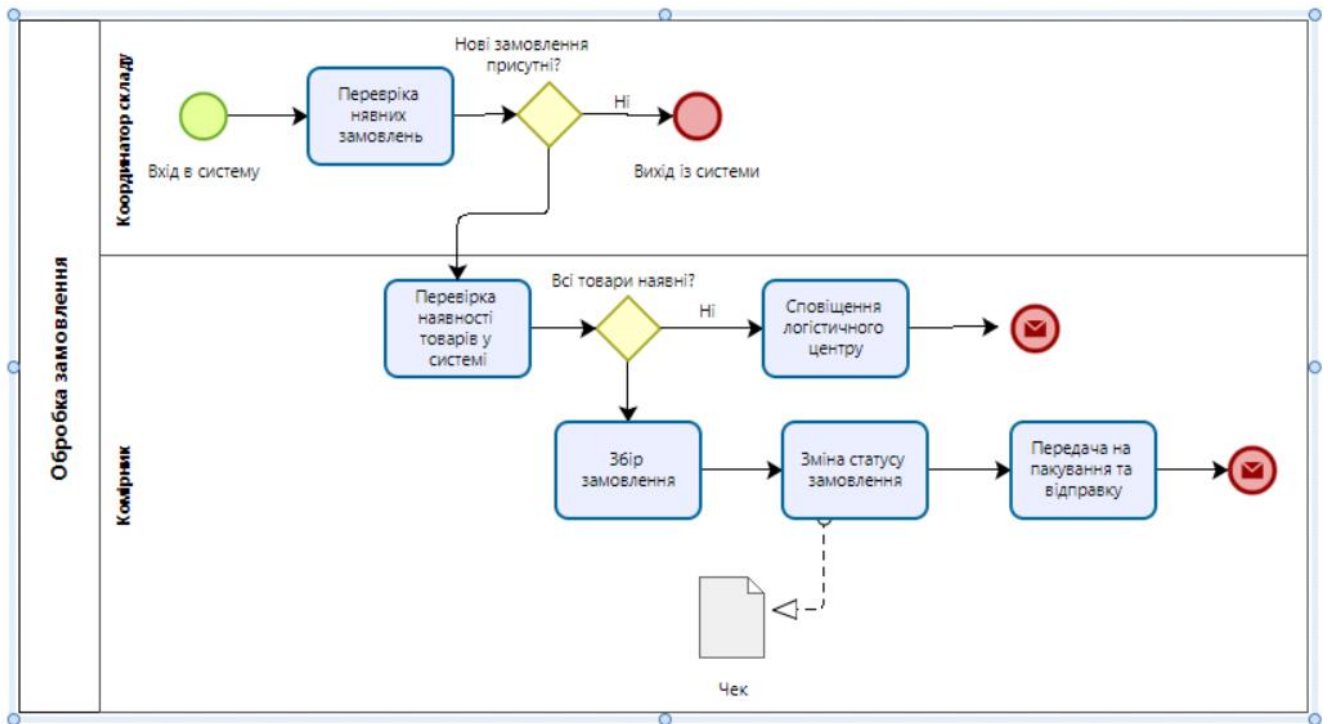 Обробка замовлення
Координатор складу
Вхід в систему
Перевріка
нявних
замовлень
Нові замовлення
присутні?
Ні
Вихід із системи
Комірник
Перевірка
наявності
товарів у
системі
Всі товари наявні?
Ні
Сповіщення
логістичного
центру
Збір
замовлення
Зміна статусу
замовлення
Передача на
пакування та
відправку
Чек